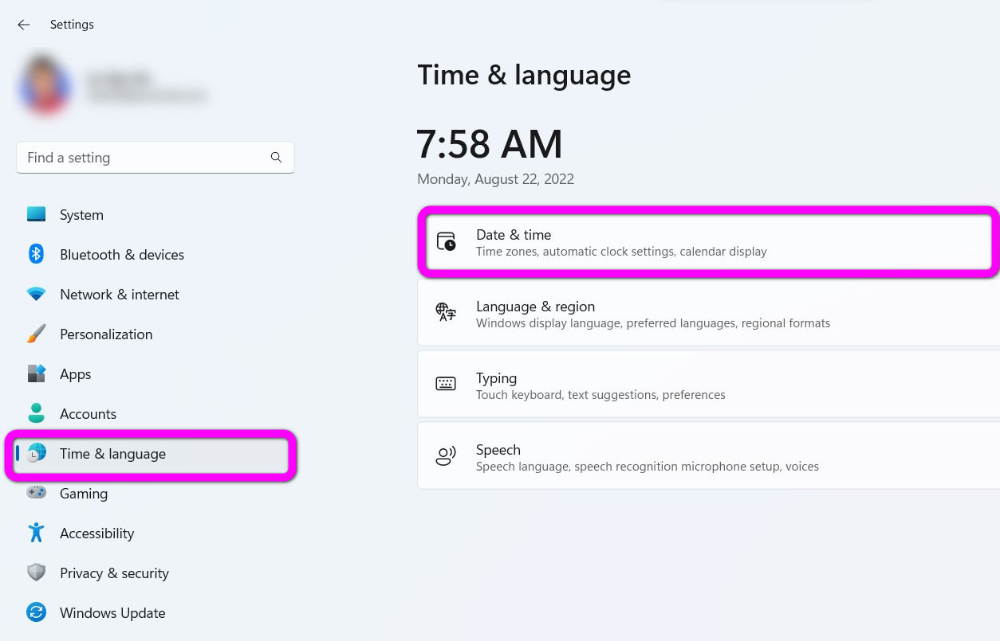 Settings
Find a setting
System
Bluetooth & devices
Network & internet
Personalization
Apps
Accounts
Time & language
Gaming
Accessibility
Privacy & security
Windows Update
Time & language
7:58 AM
Monday, August 22, 2022
Date & time
Time zones, automatic clock settings, calendar display
Language & region
Windows display language, preferred languages, regional formats
Typing
Touch keyboard, text suggestions, preferences
Speech
Speech language, speech recognition microphone setup, voices